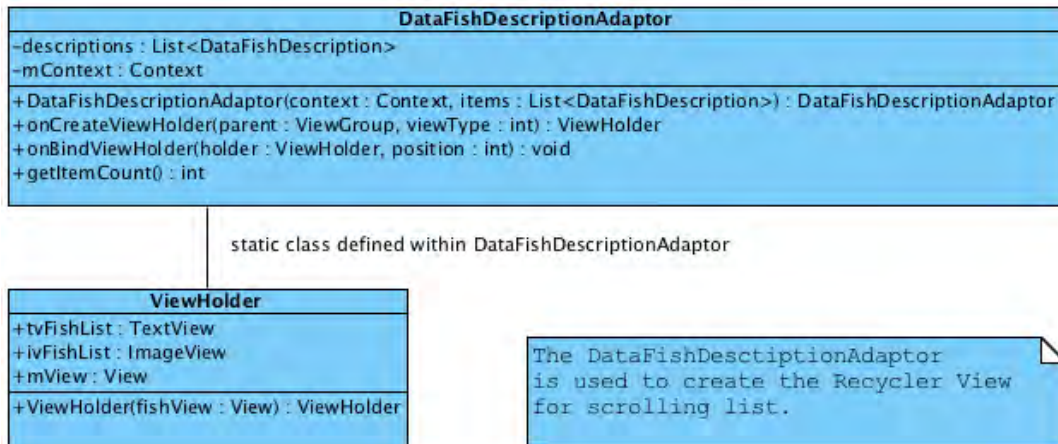 DataFishDescriptionAdaptor
-descriptions : List<DataFishDescription>
-mContext : Context
+DataFishDescriptionAdaptor(context : Context, items : List<DataFishDescription>) : DataFishDescriptionAdaptor
+onCreateViewHolder(parent : ViewGroup, viewType : int) : ViewHolder
+onBindViewHolder(holder : ViewHolder, position : int) : void
+getItemCount() : int
static class defined within DataFishDescriptionAdaptor
ViewHolder
+tvFishList : TextView
+ivFishList : ImageView
+mView : View
+ViewHolder(fishView : View) : ViewHolder
The DataFishDesctiptionAdaptor
is used to create the Recycler View
for scrolling list.